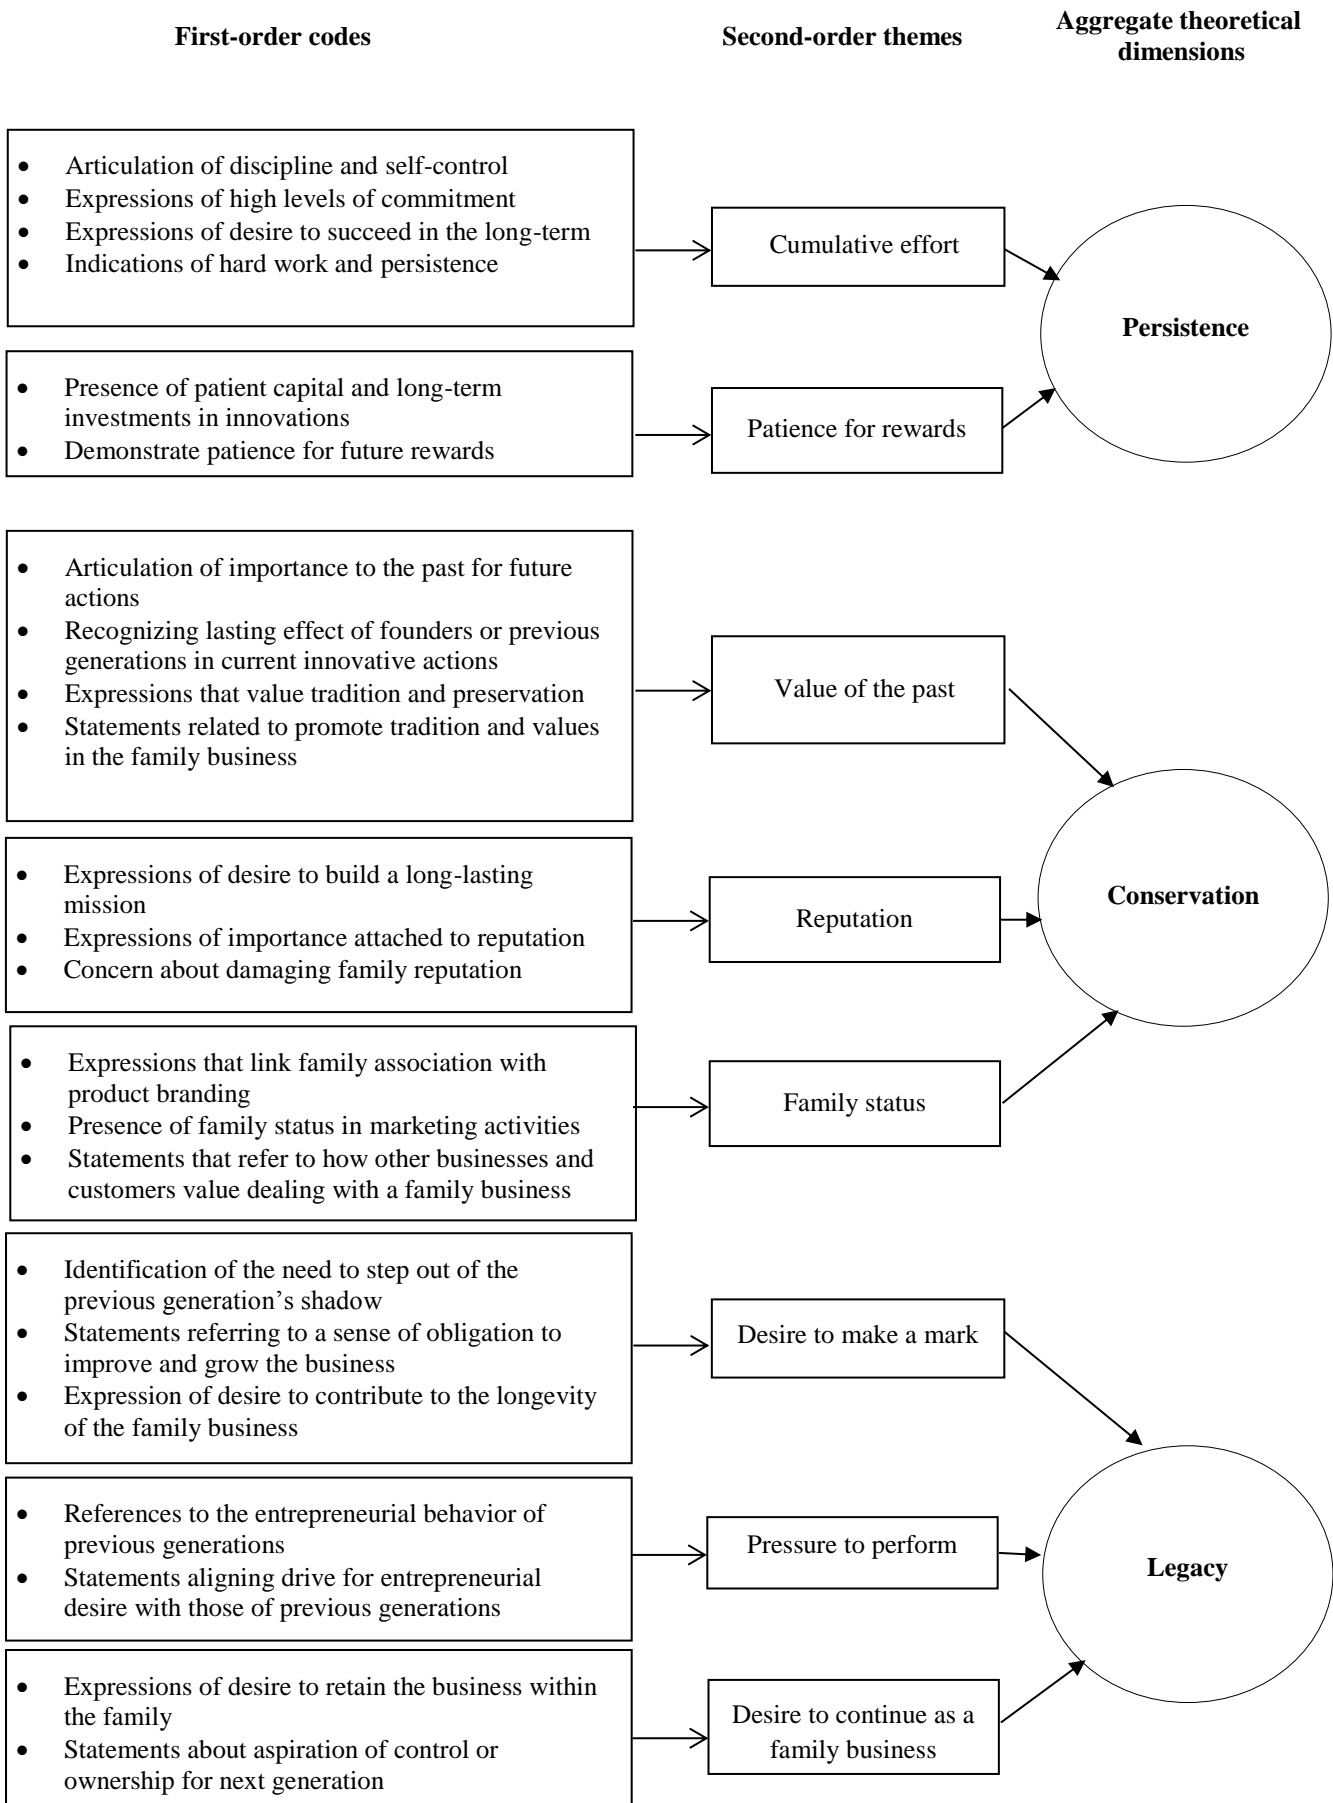 First-order codes
Second-order themes
Aggregate theoretical
dimensions
• Articulation of discipline and self-control
• Expressions of high levels of commitment
• Expressions of desire to succeed in the long-term
• Indications of hard work and persistence
Cumulative effort
Persistence
• Presence of patient capital and long-term
investments in innovations
• Demonstrate patience for future rewards
Patience for rewards
• Articulation of importance to the past for future
actions
• Recognizing lasting effect of founders or previous
generations in current innovative actions
• Expressions that value tradition and preservation
• Statements related to promote tradition and values
in the family business
Value of the past
• Expressions of desire to build a long-lasting
mission
• Expressions of importance attached to reputation
• Concern about damaging family reputation
Reputation
Conservation
• Expressions that link family association with
product branding
• Presence of family status in marketing activities
• Statements that refer to how other businesses and
customers value dealing with a family business
Family status
• Identification of the need to step out of the
previous generation’s shadow
• Statements referring to a sense of obligation to
improve and grow the business
• Expression of desire to contribute to the longevity
of the family business
Desire to make a mark
• References to the entrepreneurial behavior of
previous generations
• Statements aligning drive for entrepreneurial
desire with those of previous generations
Pressure to perform
Legacy
• Expressions of desire to retain the business within
the family
• Statements about aspiration of control or
ownership for next generation
Desire to continue as a
family business